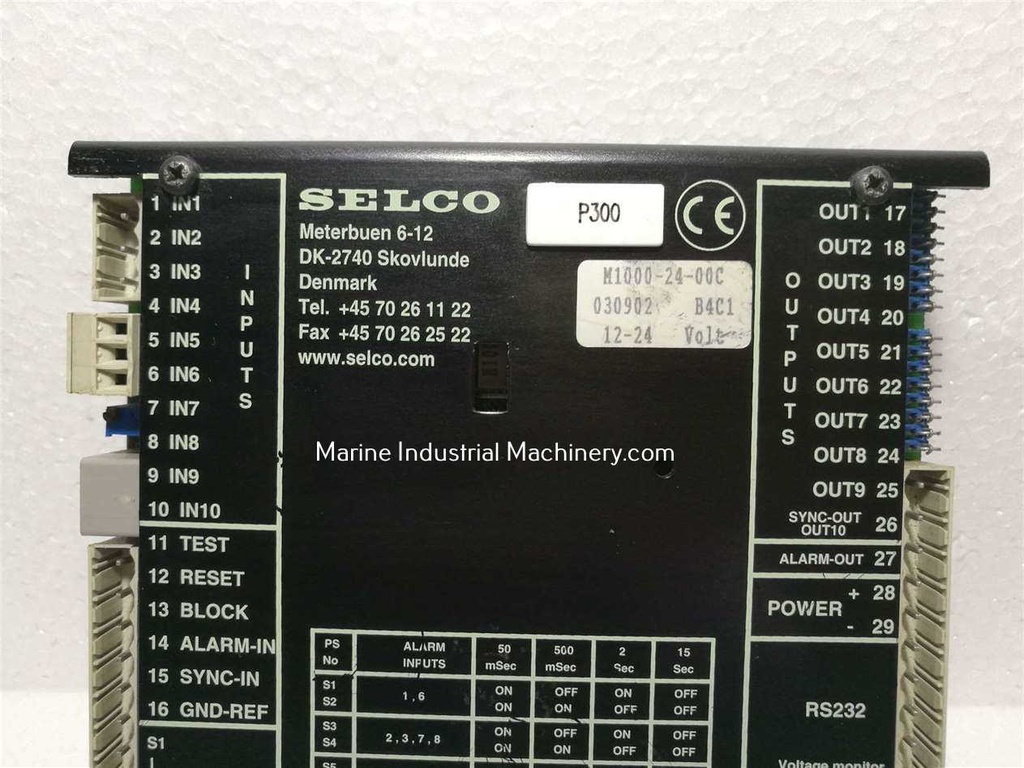 1 IN1
2 IN2
3 IN3
4 IN4
5 IN5
6 IN6
7 IN7
8 IN8
9 IN9
10 IN10
INPUTS
11 TEST
12 RESET
13 BLOCK
14 ALARM-IN
15 SYNC-IN
16 GND-REF
S1
SELCO
Meterbuen 6-12
DK-2740 Skovlunde
Denmark
Tel. +45 70 26 11 22
Fax +45 70 26 25 22
www.selco.com
P300
CE
M1000-24-00C
030902 B4C1
12-24 Volt
Marine Industrial Machinery.com
PS No ALARM INPUTS 50 mSec 500 mSec 2 Sec 15 Sec
S1 1,6 ON OFF ON OFF
S2 ON ON OFF OFF
S3 2,3,7,8 ON OFF ON OFF
S4 ON ON OFF OFF
S5
OUTPUTS
OUT1 17
OUT2 18
OUT3 19
OUT4 20
OUT5 21
OUT6 22
OUT7 23
OUT8 24
OUT9 25
SYNC-OUT
OUT10 26
ALARM-OUT 27
POWER + 28
- 29
RS232
Voltage monitor